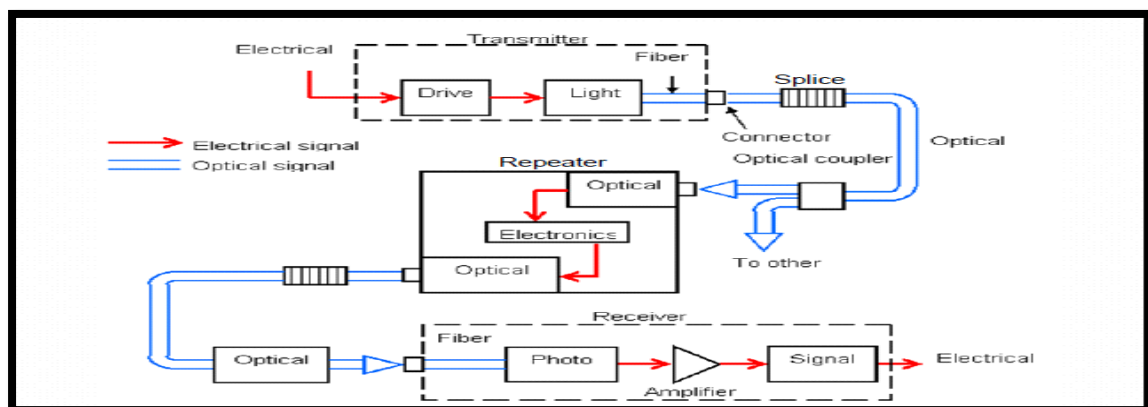 Transmitter
Electrical
Fiber
Drive
Light
Splice
Connector
Optical
Electrical signal
Optical signal
Optical coupler
Repeater
Optical
Electronics
Optical
To other
Receiver
Fiber
Optical
Photo
Amplifier
Signal
Electrical